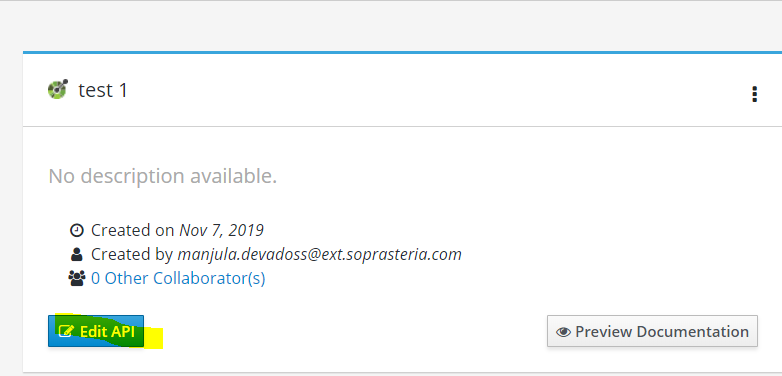 test 1
No description available.
Created on Nov 7, 2019
Created by manjula.devadoss@ext.soprasteria.com
0 Other Collaborator(s)
Edit API
Preview Documentation